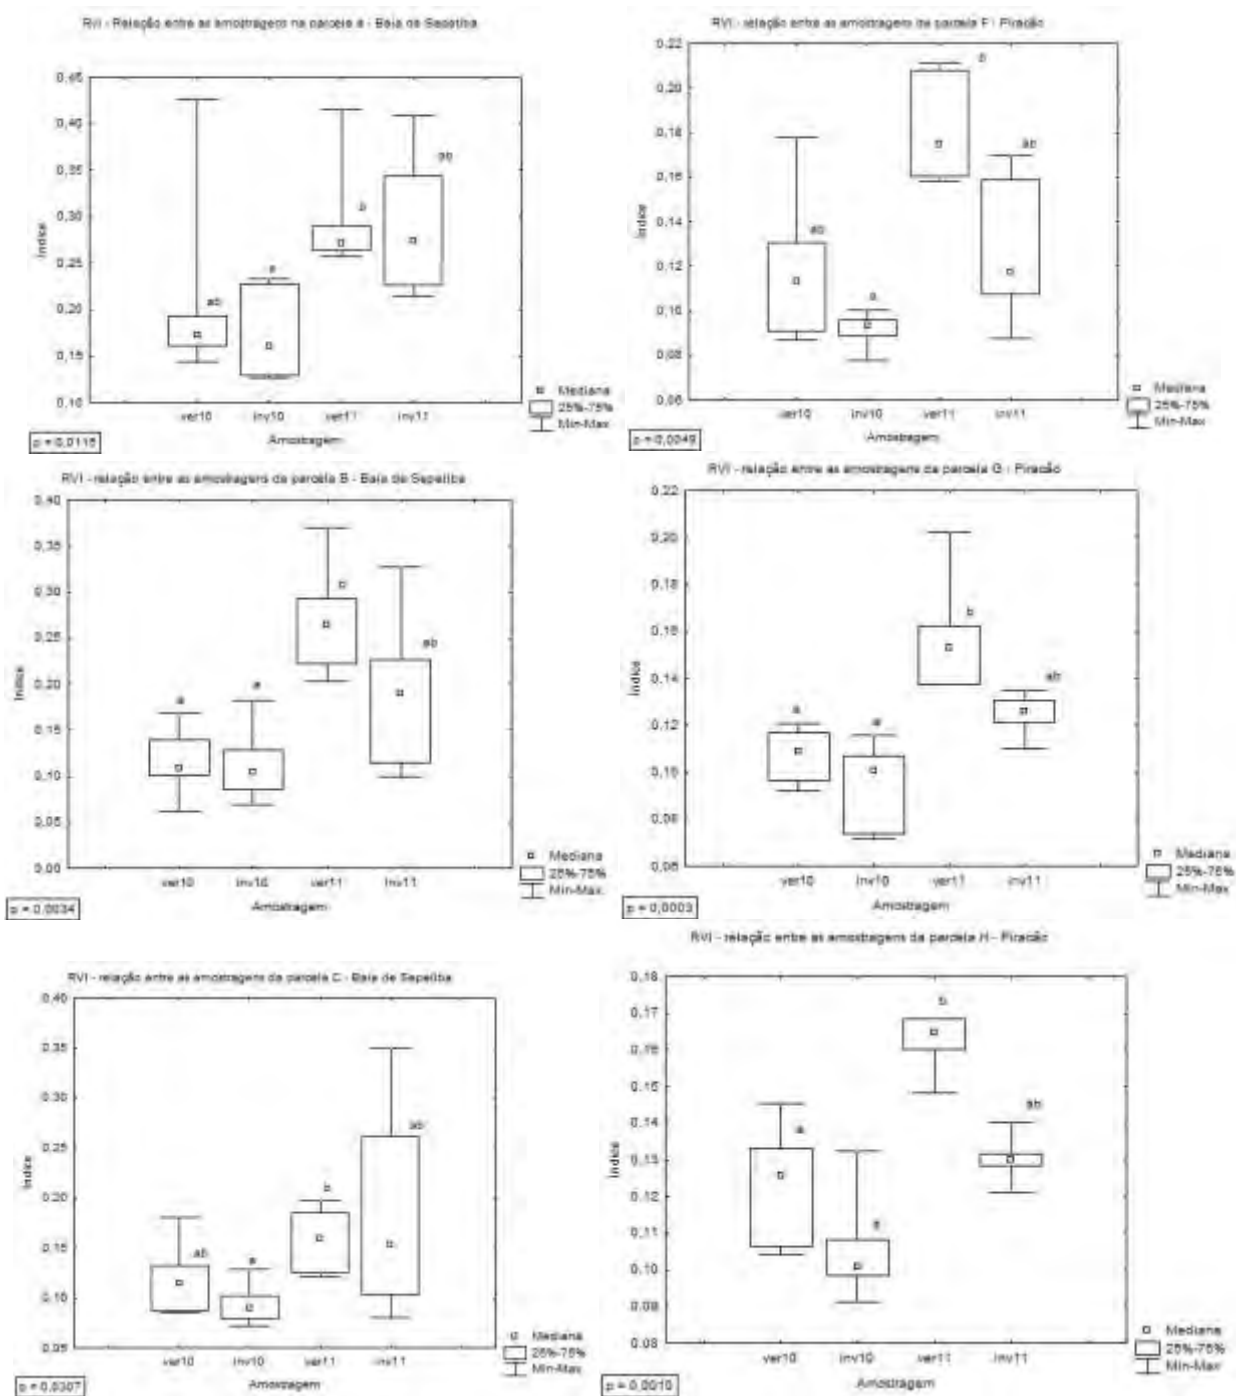 RVI - Relação entre as amostragens na parcela a - Baia de Sepetiba
0,45
0,40
0,35
0,30
0,25
0,20
0,15
0,10
Índice
ab
a
b
ab
ver10 inv10 ver11 inv11
Amostragem
Mediana
25%-75%
Min-Max
p = 0,0115
RVI - relação entre as amostragens da parcela F - Piracão
0,22
0,20
0,18
0,16
0,14
0,12
0,10
0,08
0,06
Índice
ab
a
b
ab
ver10 inv10 ver11 inv11
Amostragem
Mediana
25%-75%
Min-Max
p = 0,0049
RVI - relação entre as amostragens da parcela B - Baia de Sepetiba
0,40
0,35
0,30
0,25
0,20
0,15
0,10
0,05
0,00
Índice
a
a
b
ab
ver10 inv10 ver11 inv11
Amostragem
Mediana
25%-75%
Min-Max
p = 0,0034
RVI - relação entre as amostragens da parcela G - Piracão
0,22
0,20
0,18
0,16
0,14
0,12
0,10
0,08
0,06
Índice
a
a
b
ab
ver10 inv10 ver11 inv11
Amostragem
Mediana
25%-75%
Min-Max
p = 0,0003
RVI - relação entre as amostragens da parcela C - Baia de Sepetiba
0,40
0,35
0,30
0,25
0,20
0,15
0,10
0,05
Índice
ab
a
b
ab
ver10 inv10 ver11 inv11
Amostragem
Mediana
25%-75%
Min-Max
p = 0,0307
RVI - relação entre as amostragens da parcela H - Piracão
0,18
0,17
0,16
0,15
0,14
0,13
0,12
0,11
0,10
0,09
0,08
Índice
a
a
b
ab
ver10 inv10 ver11 inv11
Amostragem
Mediana
25%-75%
Min-Max
p = 0,0010